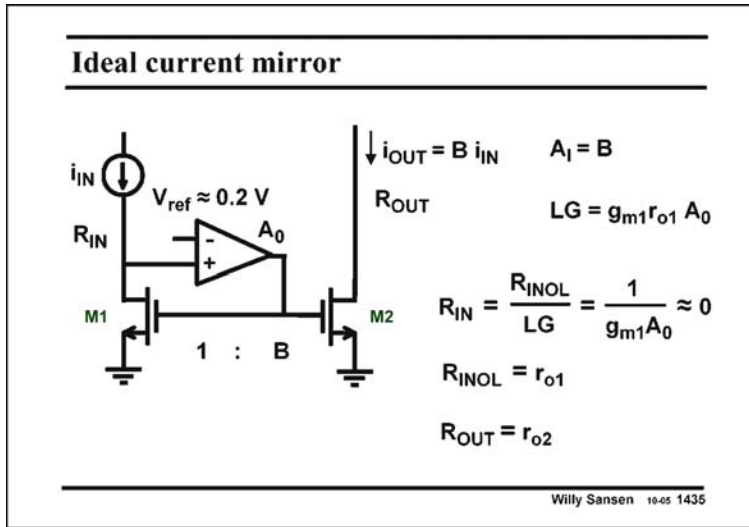 Ideal current mirror
i_IN
V_ref ≈ 0.2 V
R_IN
A_0
-
+
M1
M2
1 : B
i_OUT = B i_IN
R_OUT
A_I = B
LG = g_m1 r_o1 A_0
R_IN = R_INOL / LG = 1 / g_m1 A_0 ≈ 0
R_INOL = r_o1
R_OUT = r_o2
Willy Sansen 10-05 1435